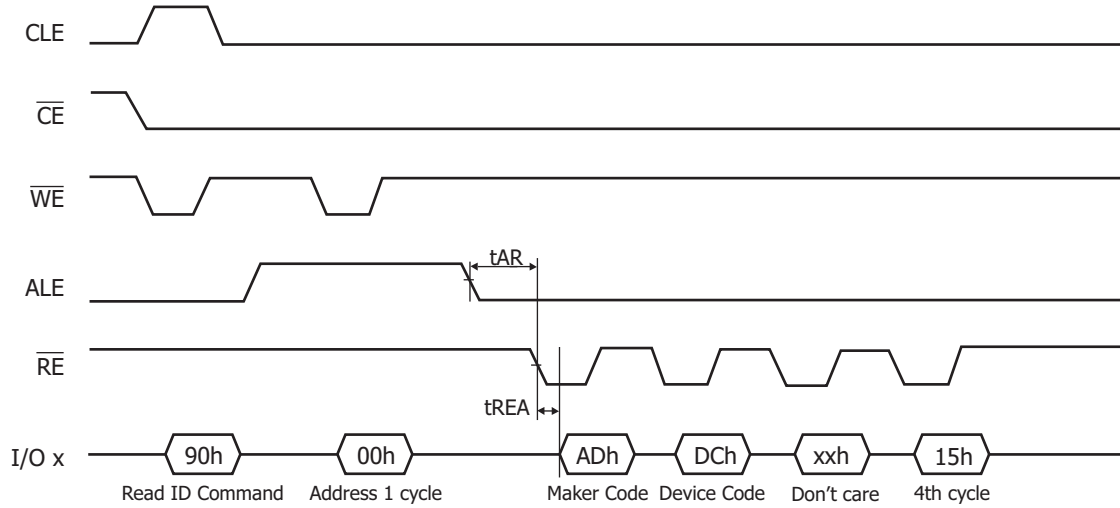 CLE
CE
WE
ALE
tAR
RE
tREA
I/O x
90h
00h
ADh
DCh
xxh
15h
Read ID Command
Address 1 cycle
Maker Code
Device Code
Don't care
4th cycle